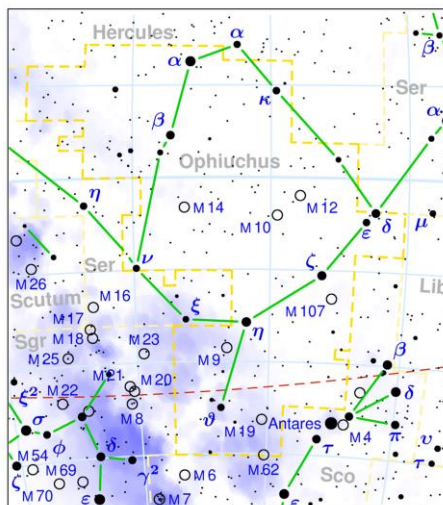 Hercules
β
α
α
Ser
κ
α
β
Ophiuchus
M 12
M 14
M 10
η
ε
δ
μ
ν
Ser
ζ
M 26
M 16
M 107
Lib
Scutum
ξ
η
M 17
M 18
Sgr
M 23
M 9
M 25
β
M 21
M 20
ξ²
M 22
M 8
ϑ
δ
σ
M 19
Antares
M 4
π
φ
τ
υ
M 54
δ
γ²
M 62
τ
M 69
M 6
Sco
ζ
M 70
ε
M 7
ε